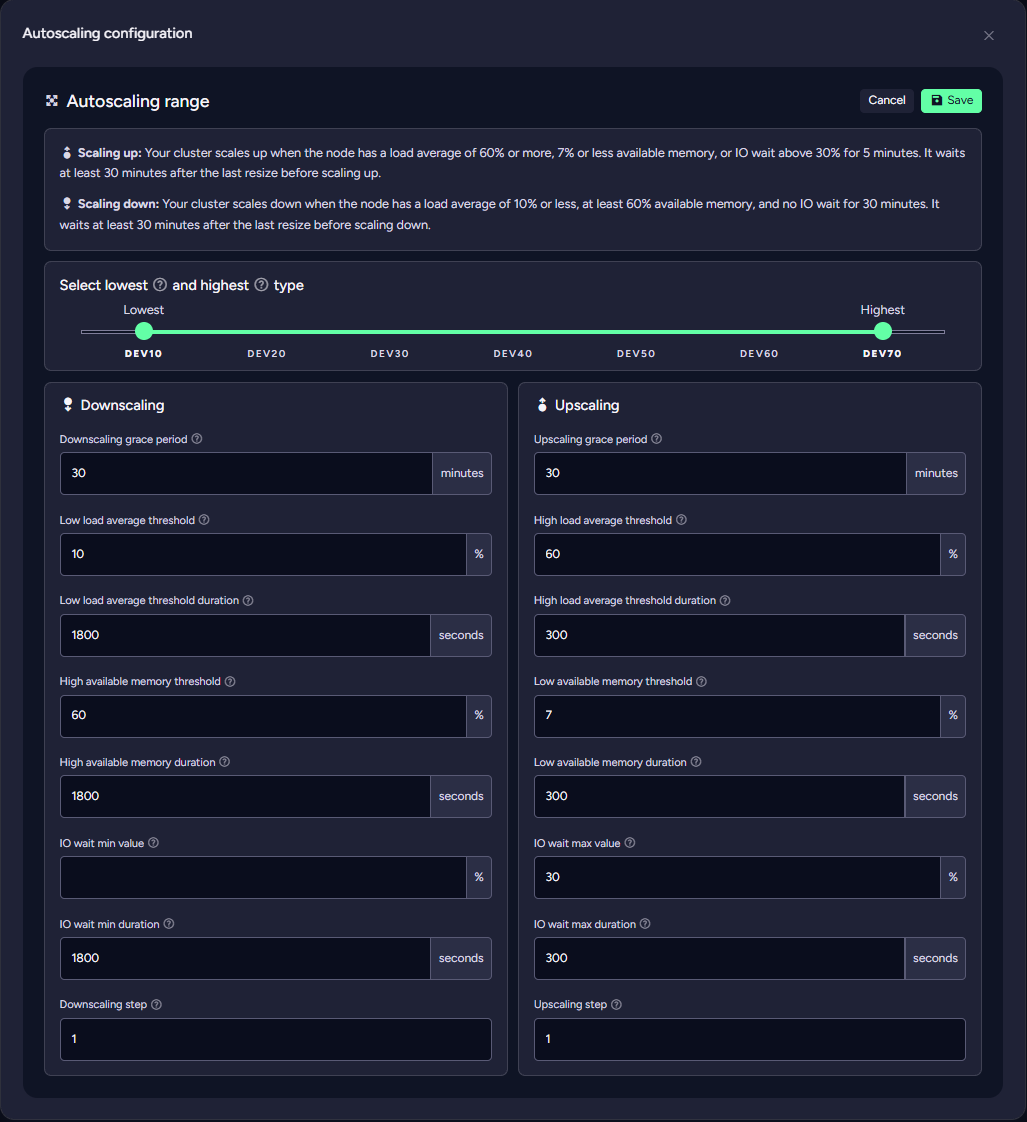 Autoscaling configuration
Autoscaling range
Cancel
Save
Scaling up: Your cluster scales up when the node has a load average of 60% or more, 7% or less available memory, or IO wait above 30% for 5 minutes. It waits
at least 30 minutes after the last resize before scaling up.
Scaling down: Your cluster scales down when the node has a load average of 10% or less, at least 60% available memory, and no IO wait for 30 minutes. It
waits at least 30 minutes after the last resize before scaling down.
Select lowest ? and highest ? type
Lowest Highest
DEV10 DEV20 DEV30 DEV40 DEV50 DEV60 DEV70
Downscaling
Downscaling grace period ?
30 minutes
Low load average threshold ?
10 %
Low load average threshold duration ?
1800 seconds
High available memory threshold ?
60 %
High available memory duration ?
1800 seconds
IO wait min value ?
%
IO wait min duration ?
1800 seconds
Downscaling step ?
1
Upscaling
Upscaling grace period ?
30 minutes
High load average threshold ?
60 %
High load average threshold duration ?
300 seconds
Low available memory threshold ?
7 %
Low available memory duration ?
300 seconds
IO wait max value ?
30 %
IO wait max duration ?
300 seconds
Upscaling step ?
1